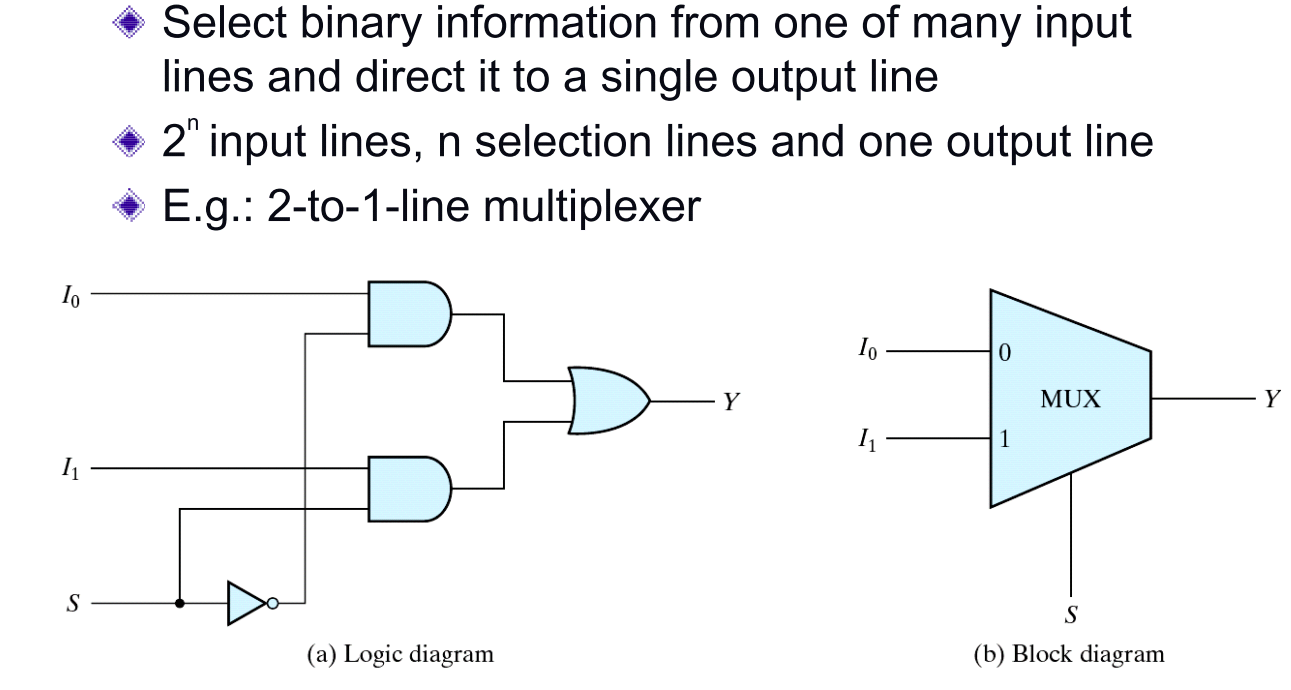 Select binary information from one of many input
lines and direct it to a single output line
2ⁿ input lines, n selection lines and one output line
E.g.: 2-to-1-line multiplexer
I₀
I₁
S
Y
(a) Logic diagram
I₀
0
MUX
I₁
1
Y
S
(b) Block diagram